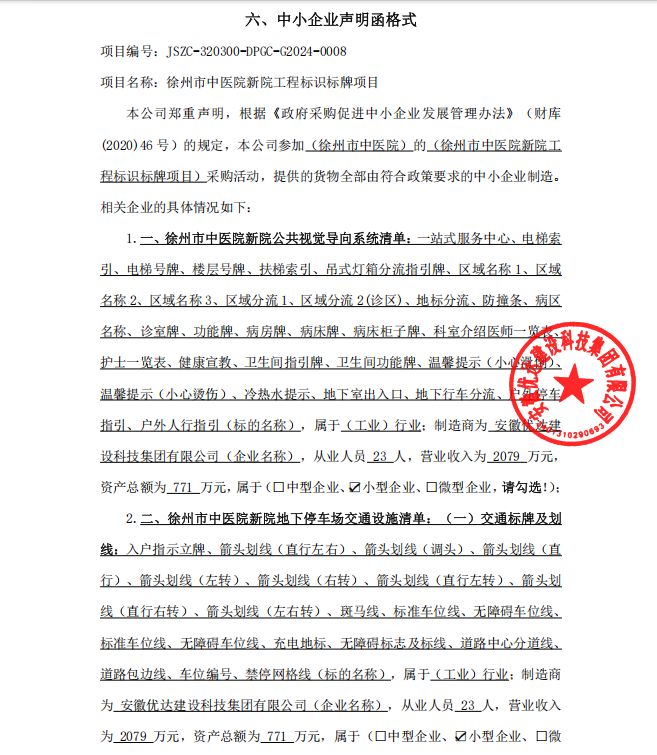 六、中小企业声明函格式
项目编号：JSZC-320300-DPGC-G2024-0008
项目名称：徐州市中医院新院工程标识标牌项目
本公司郑重声明，根据《政府采购促进中小企业发展管理办法》（财库
(2020)46 号）的规定，本公司参加（徐州市中医院）的（徐州市中医院新院工
程标识标牌项目）采购活动，提供的货物全部由符合政策要求的中小企业制造。
相关企业的具体情况如下：
1.一、徐州市中医院新院公共视觉导向系统清单：一站式服务中心、电梯索
引、电梯号牌、楼层号牌、扶梯索引、吊式灯箱分流指引牌、区域名称 1、区域
名称 2、区域名称 3、区域分流 1、区域分流 2(诊区)、地标分流、防撞条、病区
名称、诊室牌、功能牌、病房牌、病床牌、病床柜子牌、科室介绍医师一览表、
护士一览表、健康宣教、卫生间指引牌、卫生间功能牌、温馨提示（小心滑倒）、
温馨提示（小心烫伤）、冷热水提示、地下室出入口、地下行车分流、户外停车
指引、户外人行指引（标的名称），属于（工业）行业；制造商为 安徽优达建
设科技集团有限公司（企业名称），从业人员 23 人，营业收入为 2079 万元，
资产总额为 771 万元，属于（☐中型企业、☑小型企业、☐微型企业，请勾选！）；
2.二、徐州市中医院新院地下停车场交通设施清单：（一）交通标牌及划
线：入户指示立牌、箭头划线（直行左右）、箭头划线（调头）、箭头划线（直
行）、箭头划线（左转）、箭头划线（右转）、箭头划线（直行左转）、箭头划
线（直行右转）、箭头划线（左右转）、斑马线、标准车位线、无障碍车位线、
标准车位线、无障碍车位线、充电地标、无障碍标志及标线、道路中心分道线、
道路包边线、车位编号、禁停网格线（标的名称），属于（工业）行业；制造商
为 安徽优达建设科技集团有限公司（企业名称），从业人员 23 人，营业收入
为 2079 万元，资产总额为 771 万元，属于（☐中型企业、☑小型企业、☐微
安徽优达建设科技集团有限公司